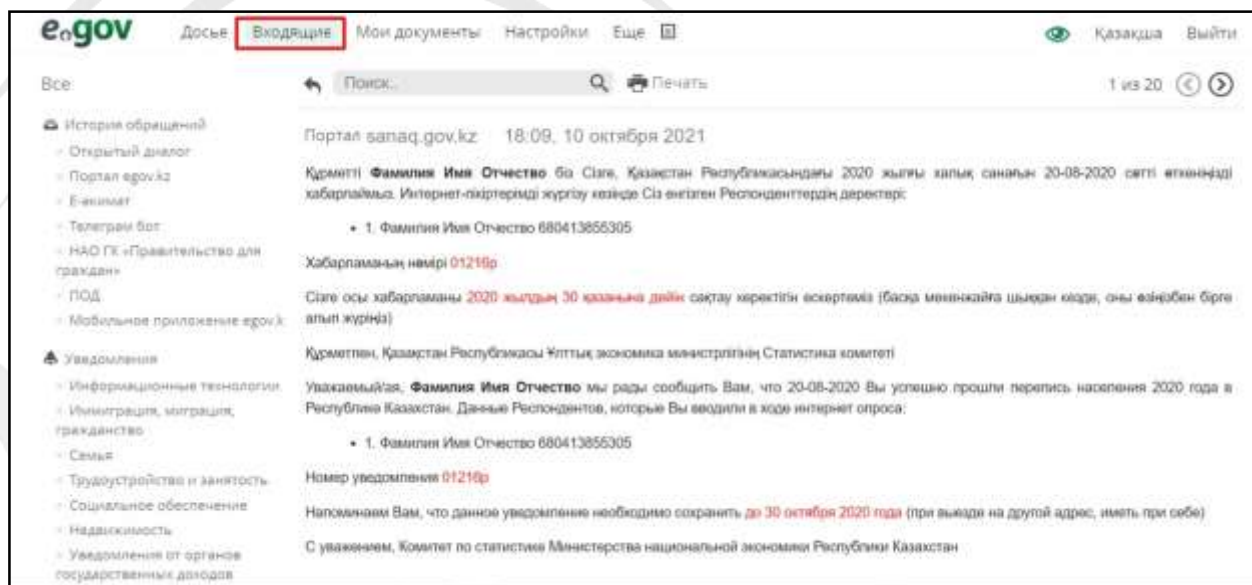 egov Досье Входящие Мои документы Настройки Еще Қазақша Выйти
Все
Поиск... Печать 1 из 20
История обращений
Открытый диалог
Портал egov.kz
Е-акимат
Телеграм бот
НАО ГК «Правительство для
граждан»
ПОД
Мобильное приложение egov.k
Уведомления
Информационные технологии
Иммиграция, миграция,
гражданство
Семья
Трудоустройство и занятость
Социальное обеспечение
Недвижимость
Уведомления от органов
государственных доходов
Портал sanaq.gov.kz 18:09, 10 октября 2021
Құрметті Фамилия Имя Отчество біз Сізге, Қазақстан Республикасындағы 2020 жылғы халық санағын 20-08-2020 сәтті өткеніңізді
хабарлаймыз. Интернет-пікіртерімді жүргізу кезінде Сіз енгізген Респонденттердің деректері:
• 1. Фамилия Имя Отчество 680413855305
Хабарламаның нөмірі 01216р
Сізге осы хабарламаны 2020 жылдың 30 қазанына дейін сақтау керектігін ескертеміз (басқа мекенжайға шыққан кезде, оны өзіңізбен бірге
алып жүріңіз)
Құрметпен, Қазақстан Республикасы Ұлттық экономика министрлігінің Статистика комитеті
Уважаемый/ая, Фамилия Имя Отчество мы рады сообщить Вам, что 20-08-2020 Вы успешно прошли перепись населения 2020 года в
Республике Казахстан. Данные Респондентов, которые Вы вводили в ходе интернет опроса:
• 1. Фамилия Имя Отчество 680413855305
Номер уведомления 01216р
Напоминаем Вам, что данное уведомление необходимо сохранить до 30 октября 2020 года (при выезде на другой адрес, иметь при себе)
С уважением, Комитет по статистике Министерства национальной экономики Республики Казахстан